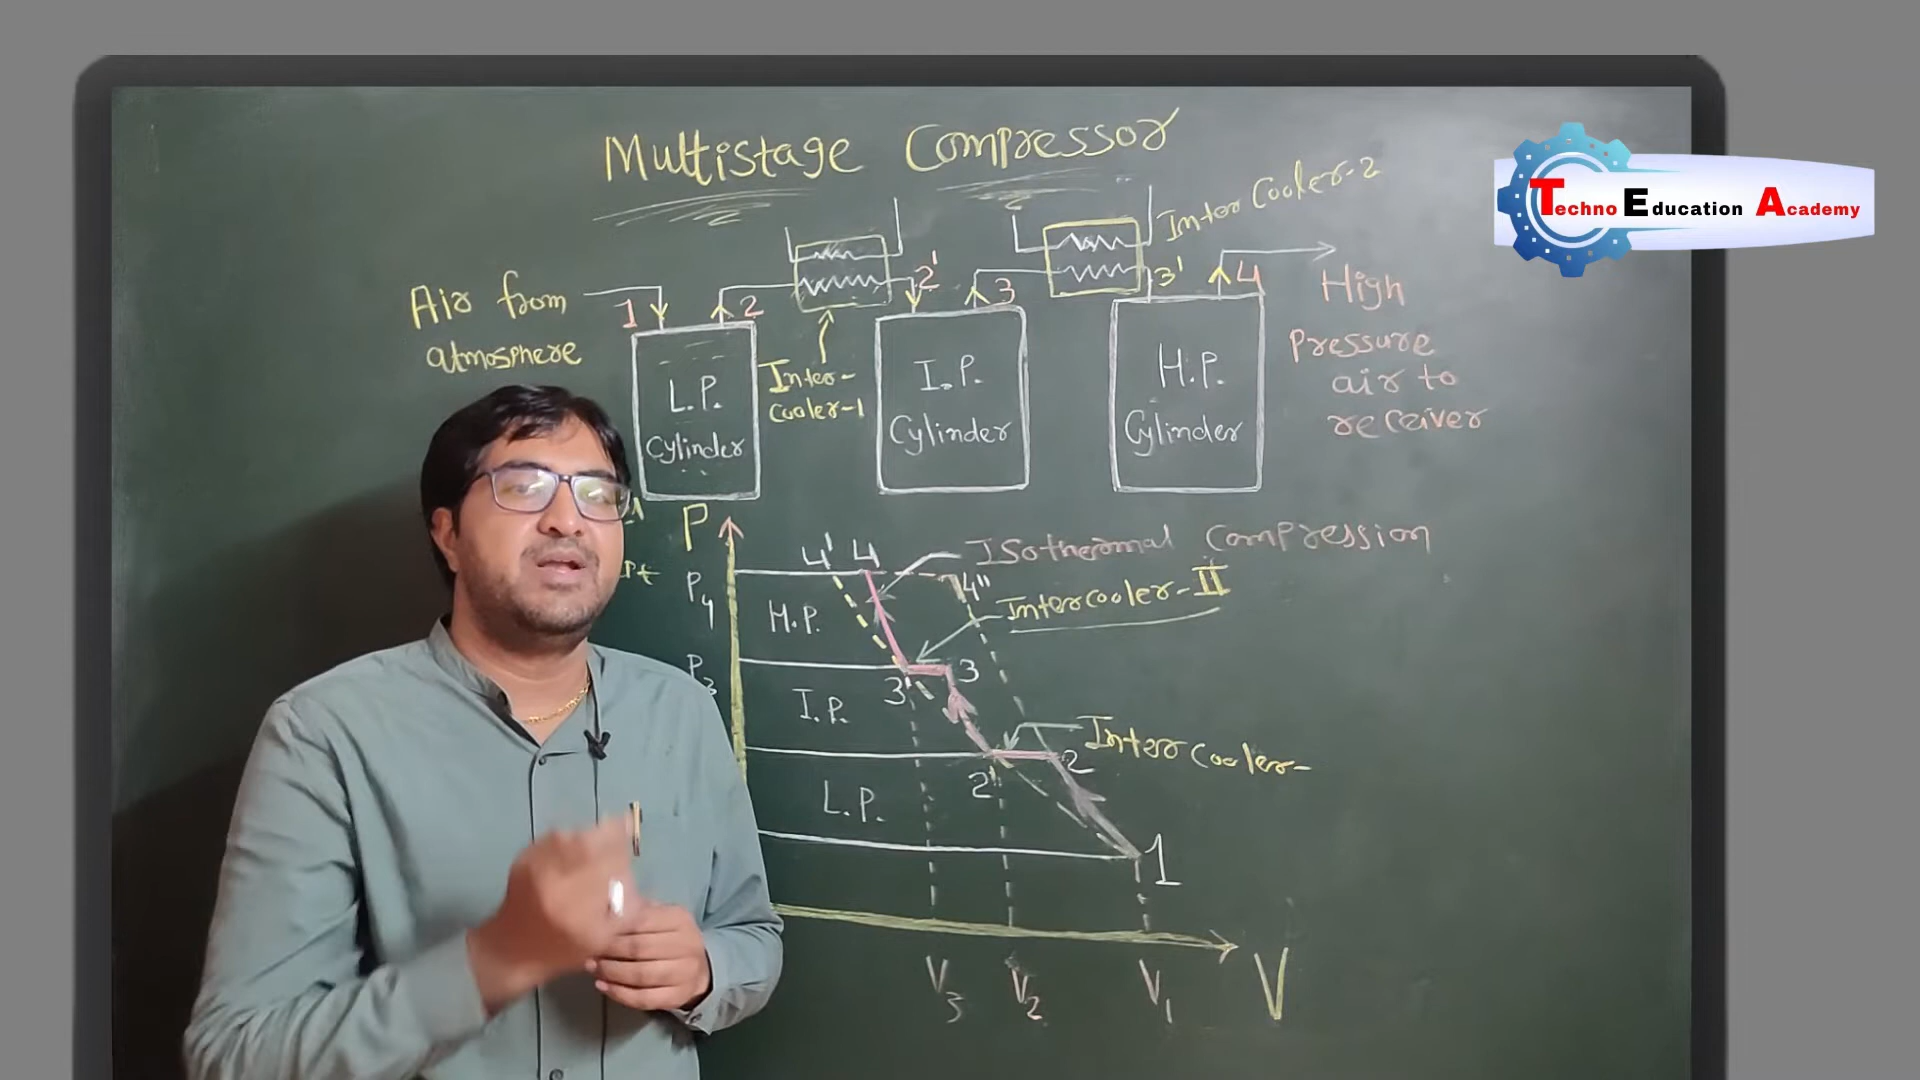 Multistage Compressor
Inter Cooler-2
Techno Education Academy
Air from
atmosphere
1
2
2'
3
3'
4
High
Pressure
air to
receiver
L.P.
Cylinder
Inter-
Cooler-1
I.P.
Cylinder
H.P.
Cylinder
P
4' 4
Isothermal Compression
P4
H.P.
4"
Intercooler-II
P3
I.P.
3'
3
Inter Cooler-
2'
2
L.P.
1
V3
V2
V1
V